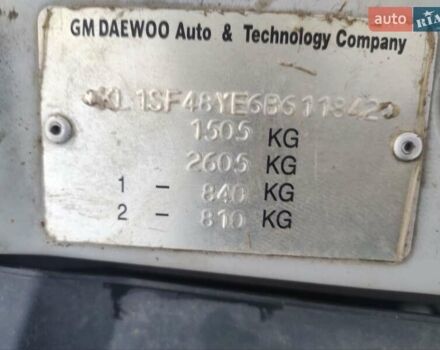 auto RIA
GM DAEWOO Auto & Technology Company
KL1SF48YE6B611842
1505 KG
2605 KG
1 - 840 KG
2 - 810 KG